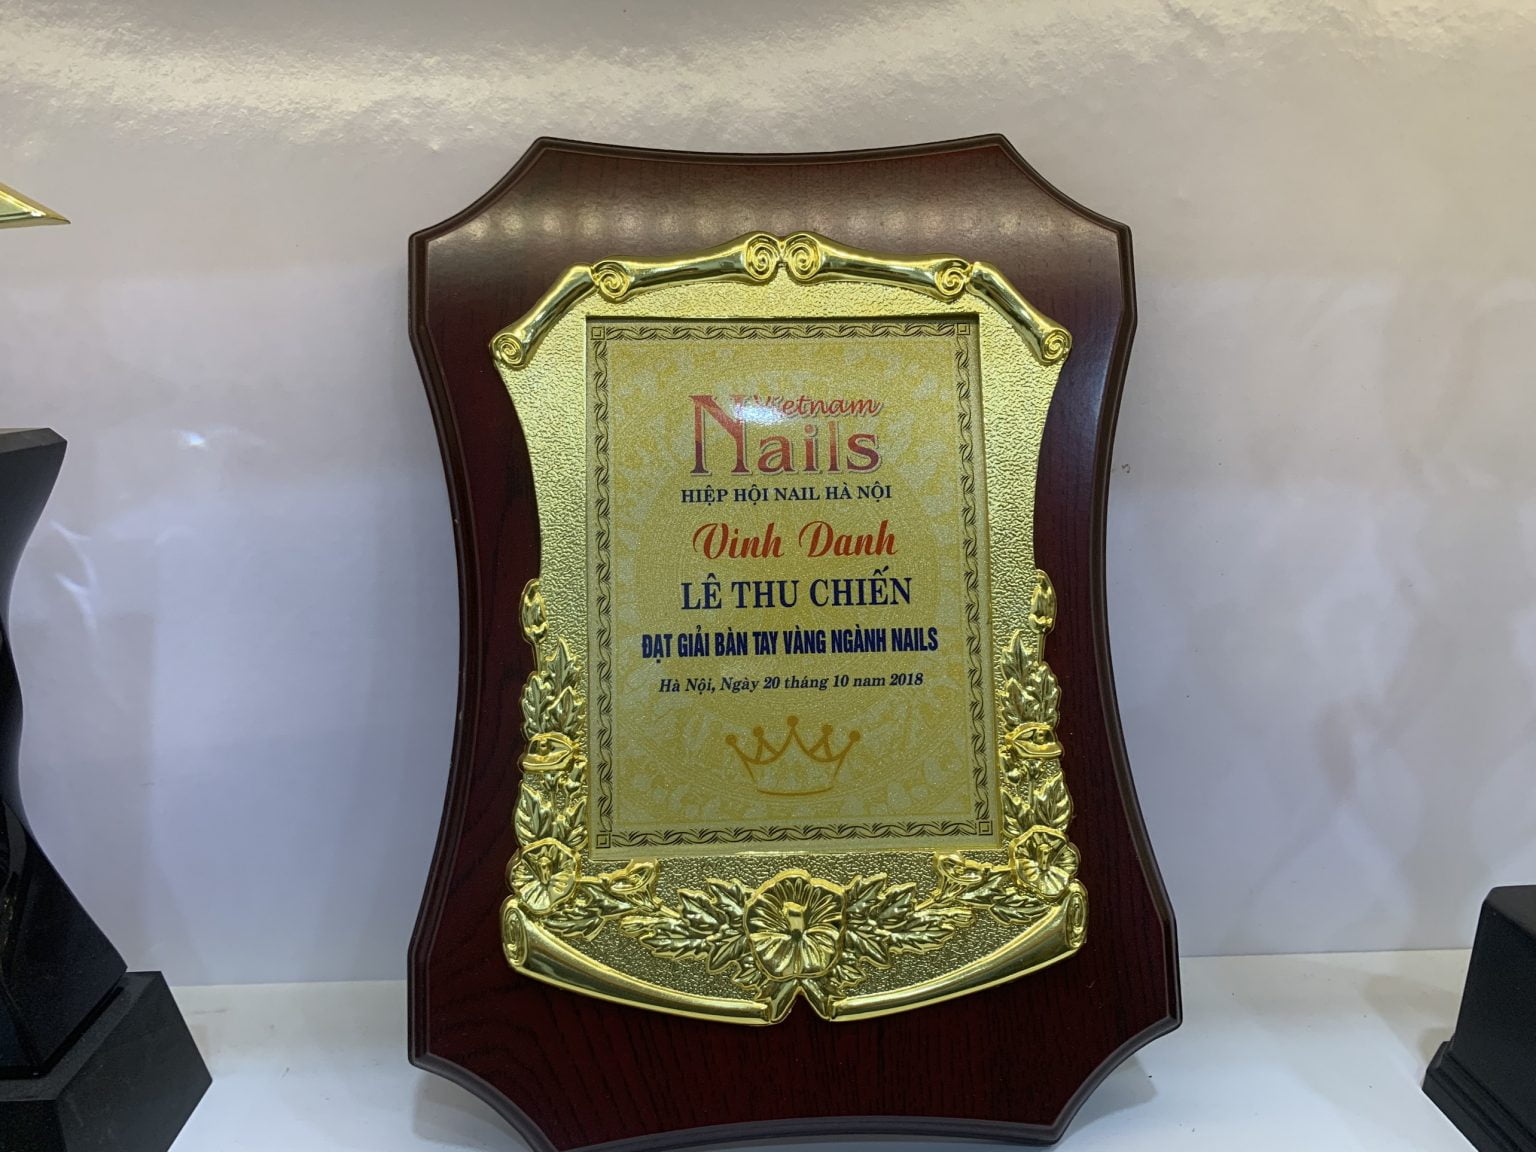 Vietnam
Nails
HIỆP HỘI NAIL HÀ NỘI
Vinh Danh
LÊ THU CHIẾN
ĐẠT GIẢI BÀN TAY VÀNG NGÀNH NAILS
Hà Nội, Ngày 20 tháng 10 nam 2018